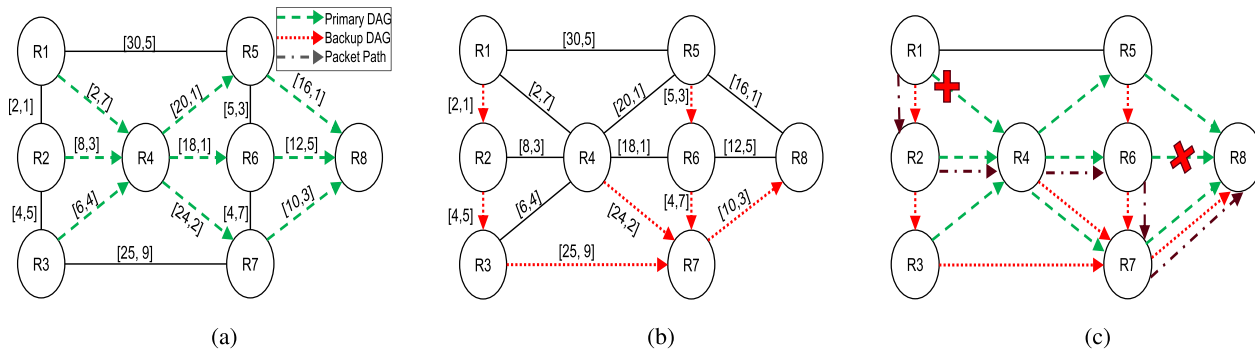 Primary DAG
Backup DAG
Packet Path
R1
[30,5]
R5
[2,7]
[20,1]
[16,1]
[2,1]
[5,3]
R2
[8,3]
R4
[18,1]
R6
[12,5]
R8
[4,5]
[6,4]
[24,2]
[4,7]
[10,3]
R3
[25, 9]
R7
(a)
R1
[30,5]
R5
[2,7]
[20,1]
[16,1]
[2,1]
[5,3]
R2
[8,3]
R4
[18,1]
R6
[12,5]
R8
[4,5]
[6,4]
[24,2]
[4,7]
[10,3]
R3
[25, 9]
R7
(b)
R1
R5
R2
R4
R6
R8
R3
R7
(c)